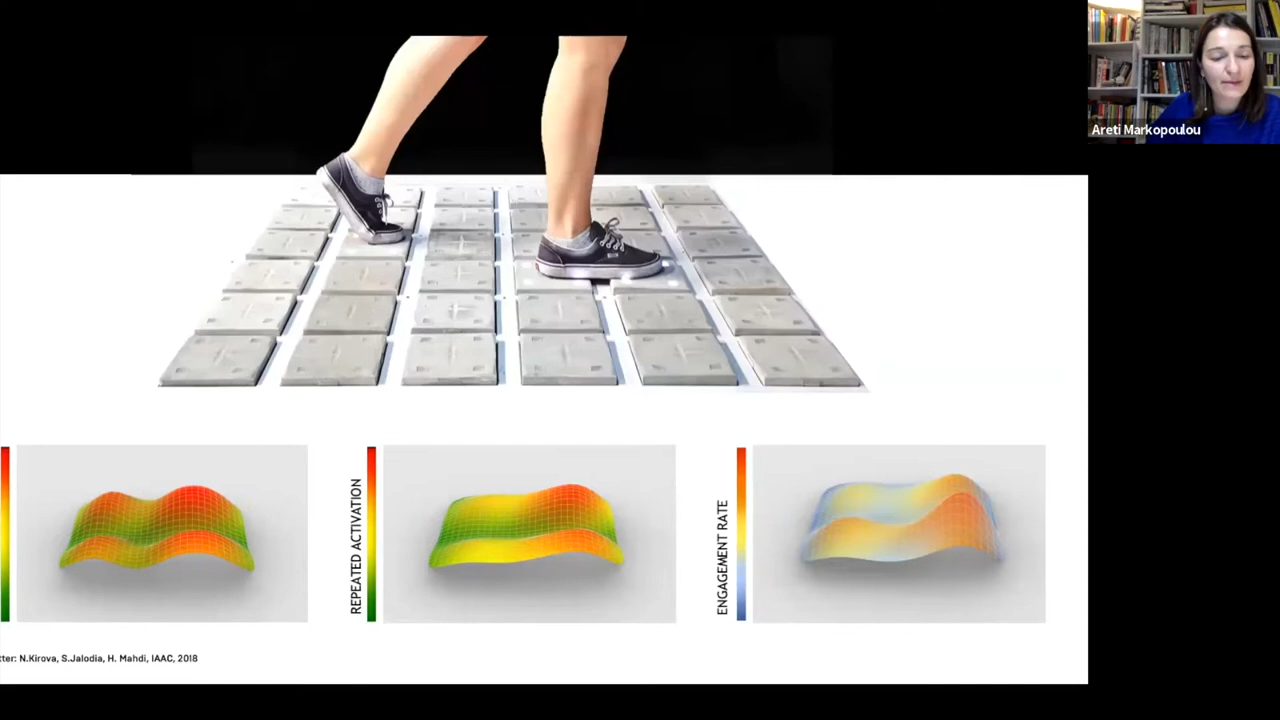 Areti Markopoulou
REPEATED ACTIVATION
ENGAGEMENT RATE
tter: N.Kirova, S.Jalodia, H. Mahdi, IAAC, 2018